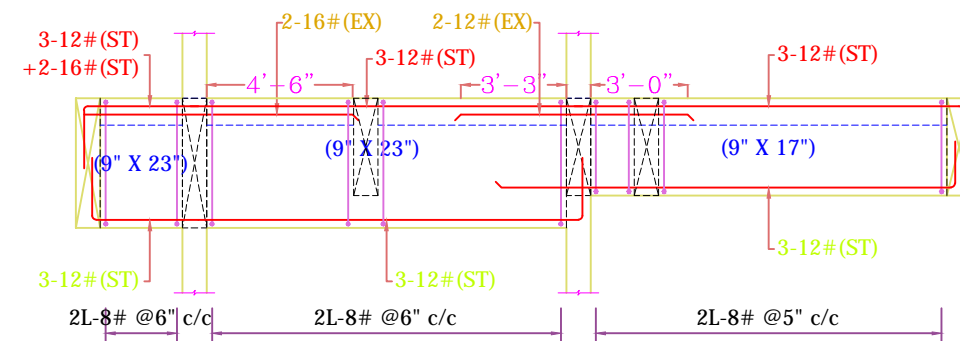 2-16#(EX)
2-12#(EX)
3-12#(ST)
+2-16#(ST)
3-12#(ST)
3-12#(ST)
4'-6"
3'-3"
3'-0"
(9" X 23")
(9" X 23")
(9" X 17")
3-12#(ST)
3-12#(ST)
3-12#(ST)
2L-8# @6" c/c
2L-8# @6" c/c
2L-8# @5" c/c